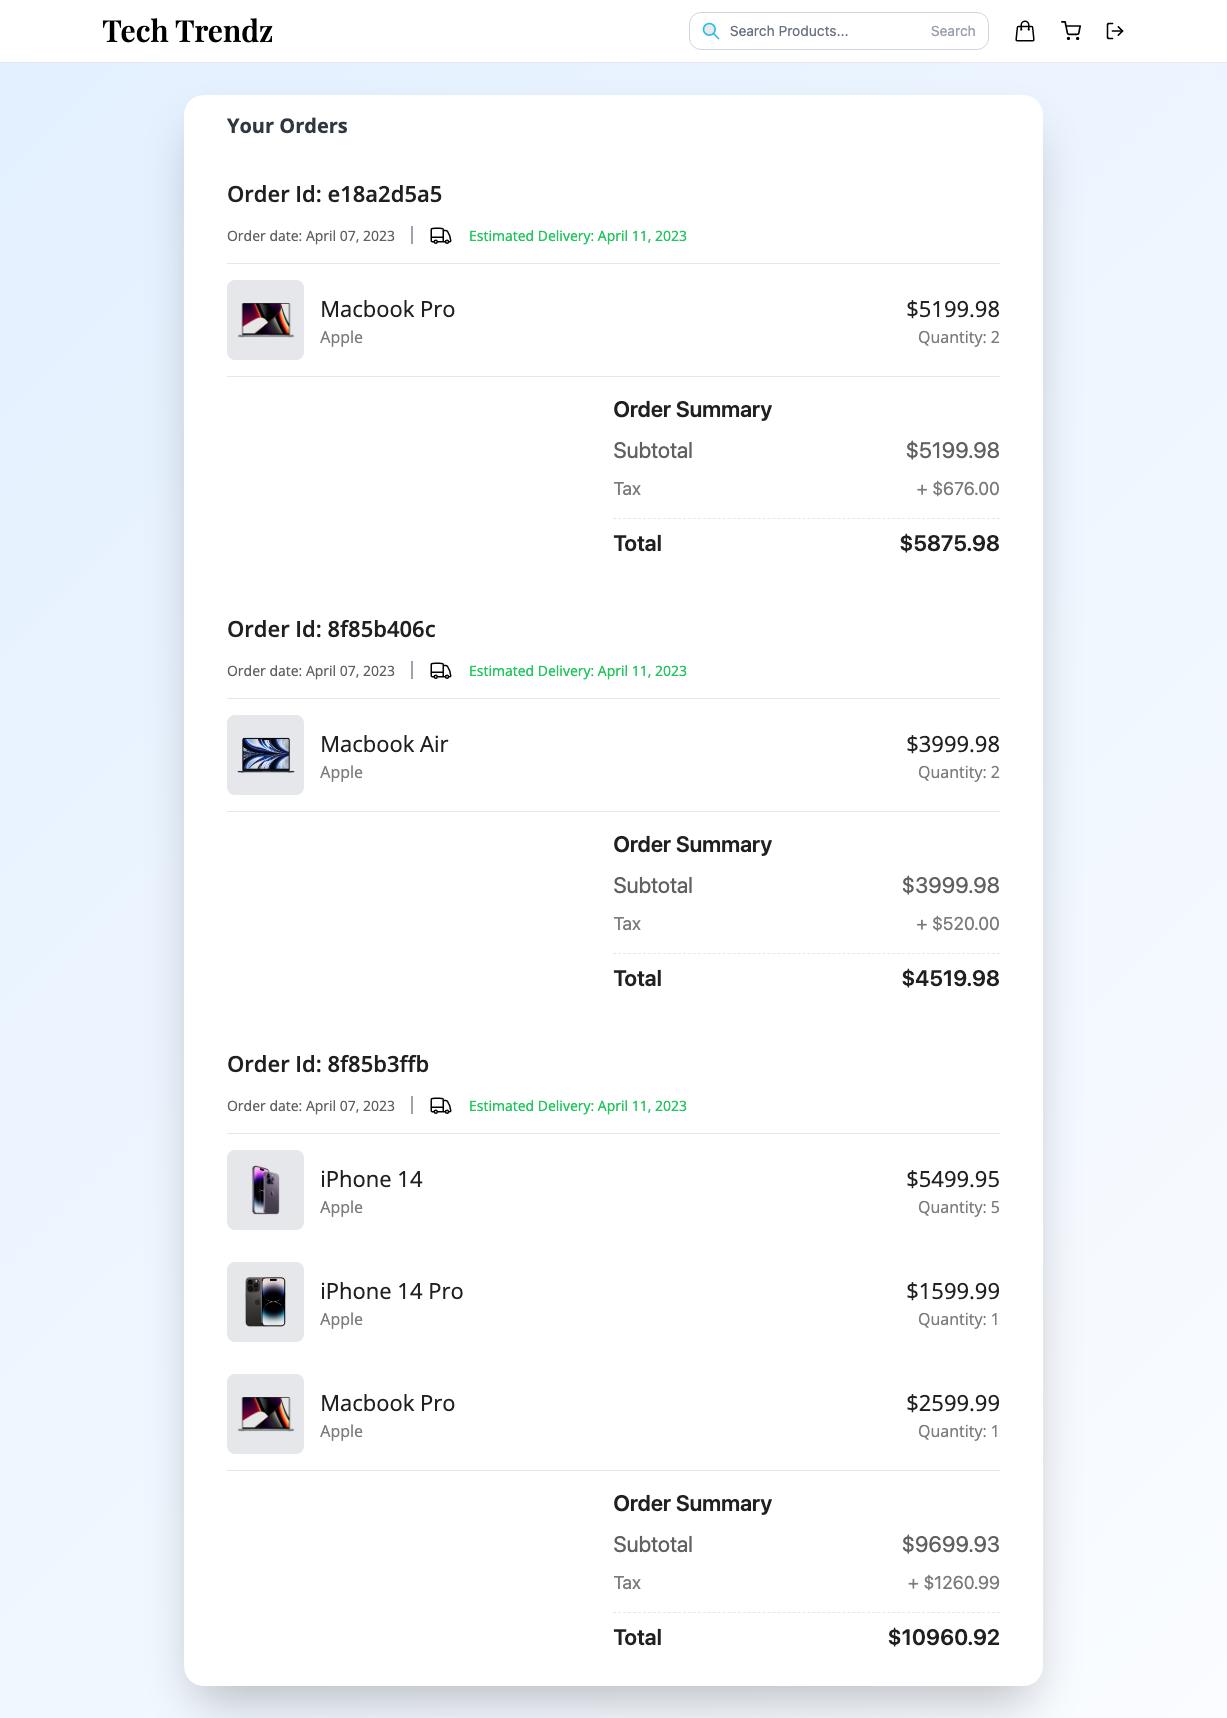 Tech Trendz
Search Products...
Search
Your Orders
Order Id: e18a2d5a5
Order date: April 07, 2023 | Estimated Delivery: April 11, 2023
Macbook Pro $5199.98
Apple Quantity: 2
Order Summary
Subtotal $5199.98
Tax + $676.00
Total $5875.98
Order Id: 8f85b406c
Order date: April 07, 2023 | Estimated Delivery: April 11, 2023
Macbook Air $3999.98
Apple Quantity: 2
Order Summary
Subtotal $3999.98
Tax + $520.00
Total $4519.98
Order Id: 8f85b3ffb
Order date: April 07, 2023 | Estimated Delivery: April 11, 2023
iPhone 14 $5499.95
Apple Quantity: 5
iPhone 14 Pro $1599.99
Apple Quantity: 1
Macbook Pro $2599.99
Apple Quantity: 1
Order Summary
Subtotal $9699.93
Tax + $1260.99
Total $10960.92